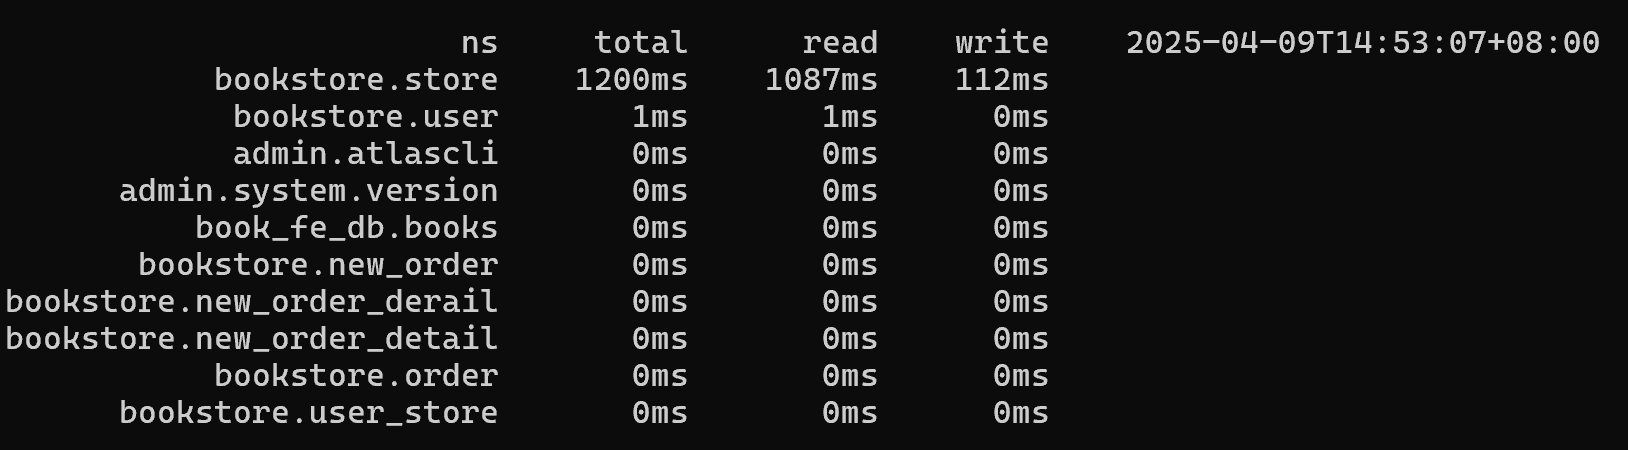 ns total read write 2025-04-09T14:53:07+08:00
bookstore.store 1200ms 1087ms 112ms
bookstore.user 1ms 1ms 0ms
admin.atlascli 0ms 0ms 0ms
admin.system.version 0ms 0ms 0ms
book_fe_db.books 0ms 0ms 0ms
bookstore.new_order 0ms 0ms 0ms
bookstore.new_order_derail 0ms 0ms 0ms
bookstore.new_order_detail 0ms 0ms 0ms
bookstore.order 0ms 0ms 0ms
bookstore.user_store 0ms 0ms 0ms